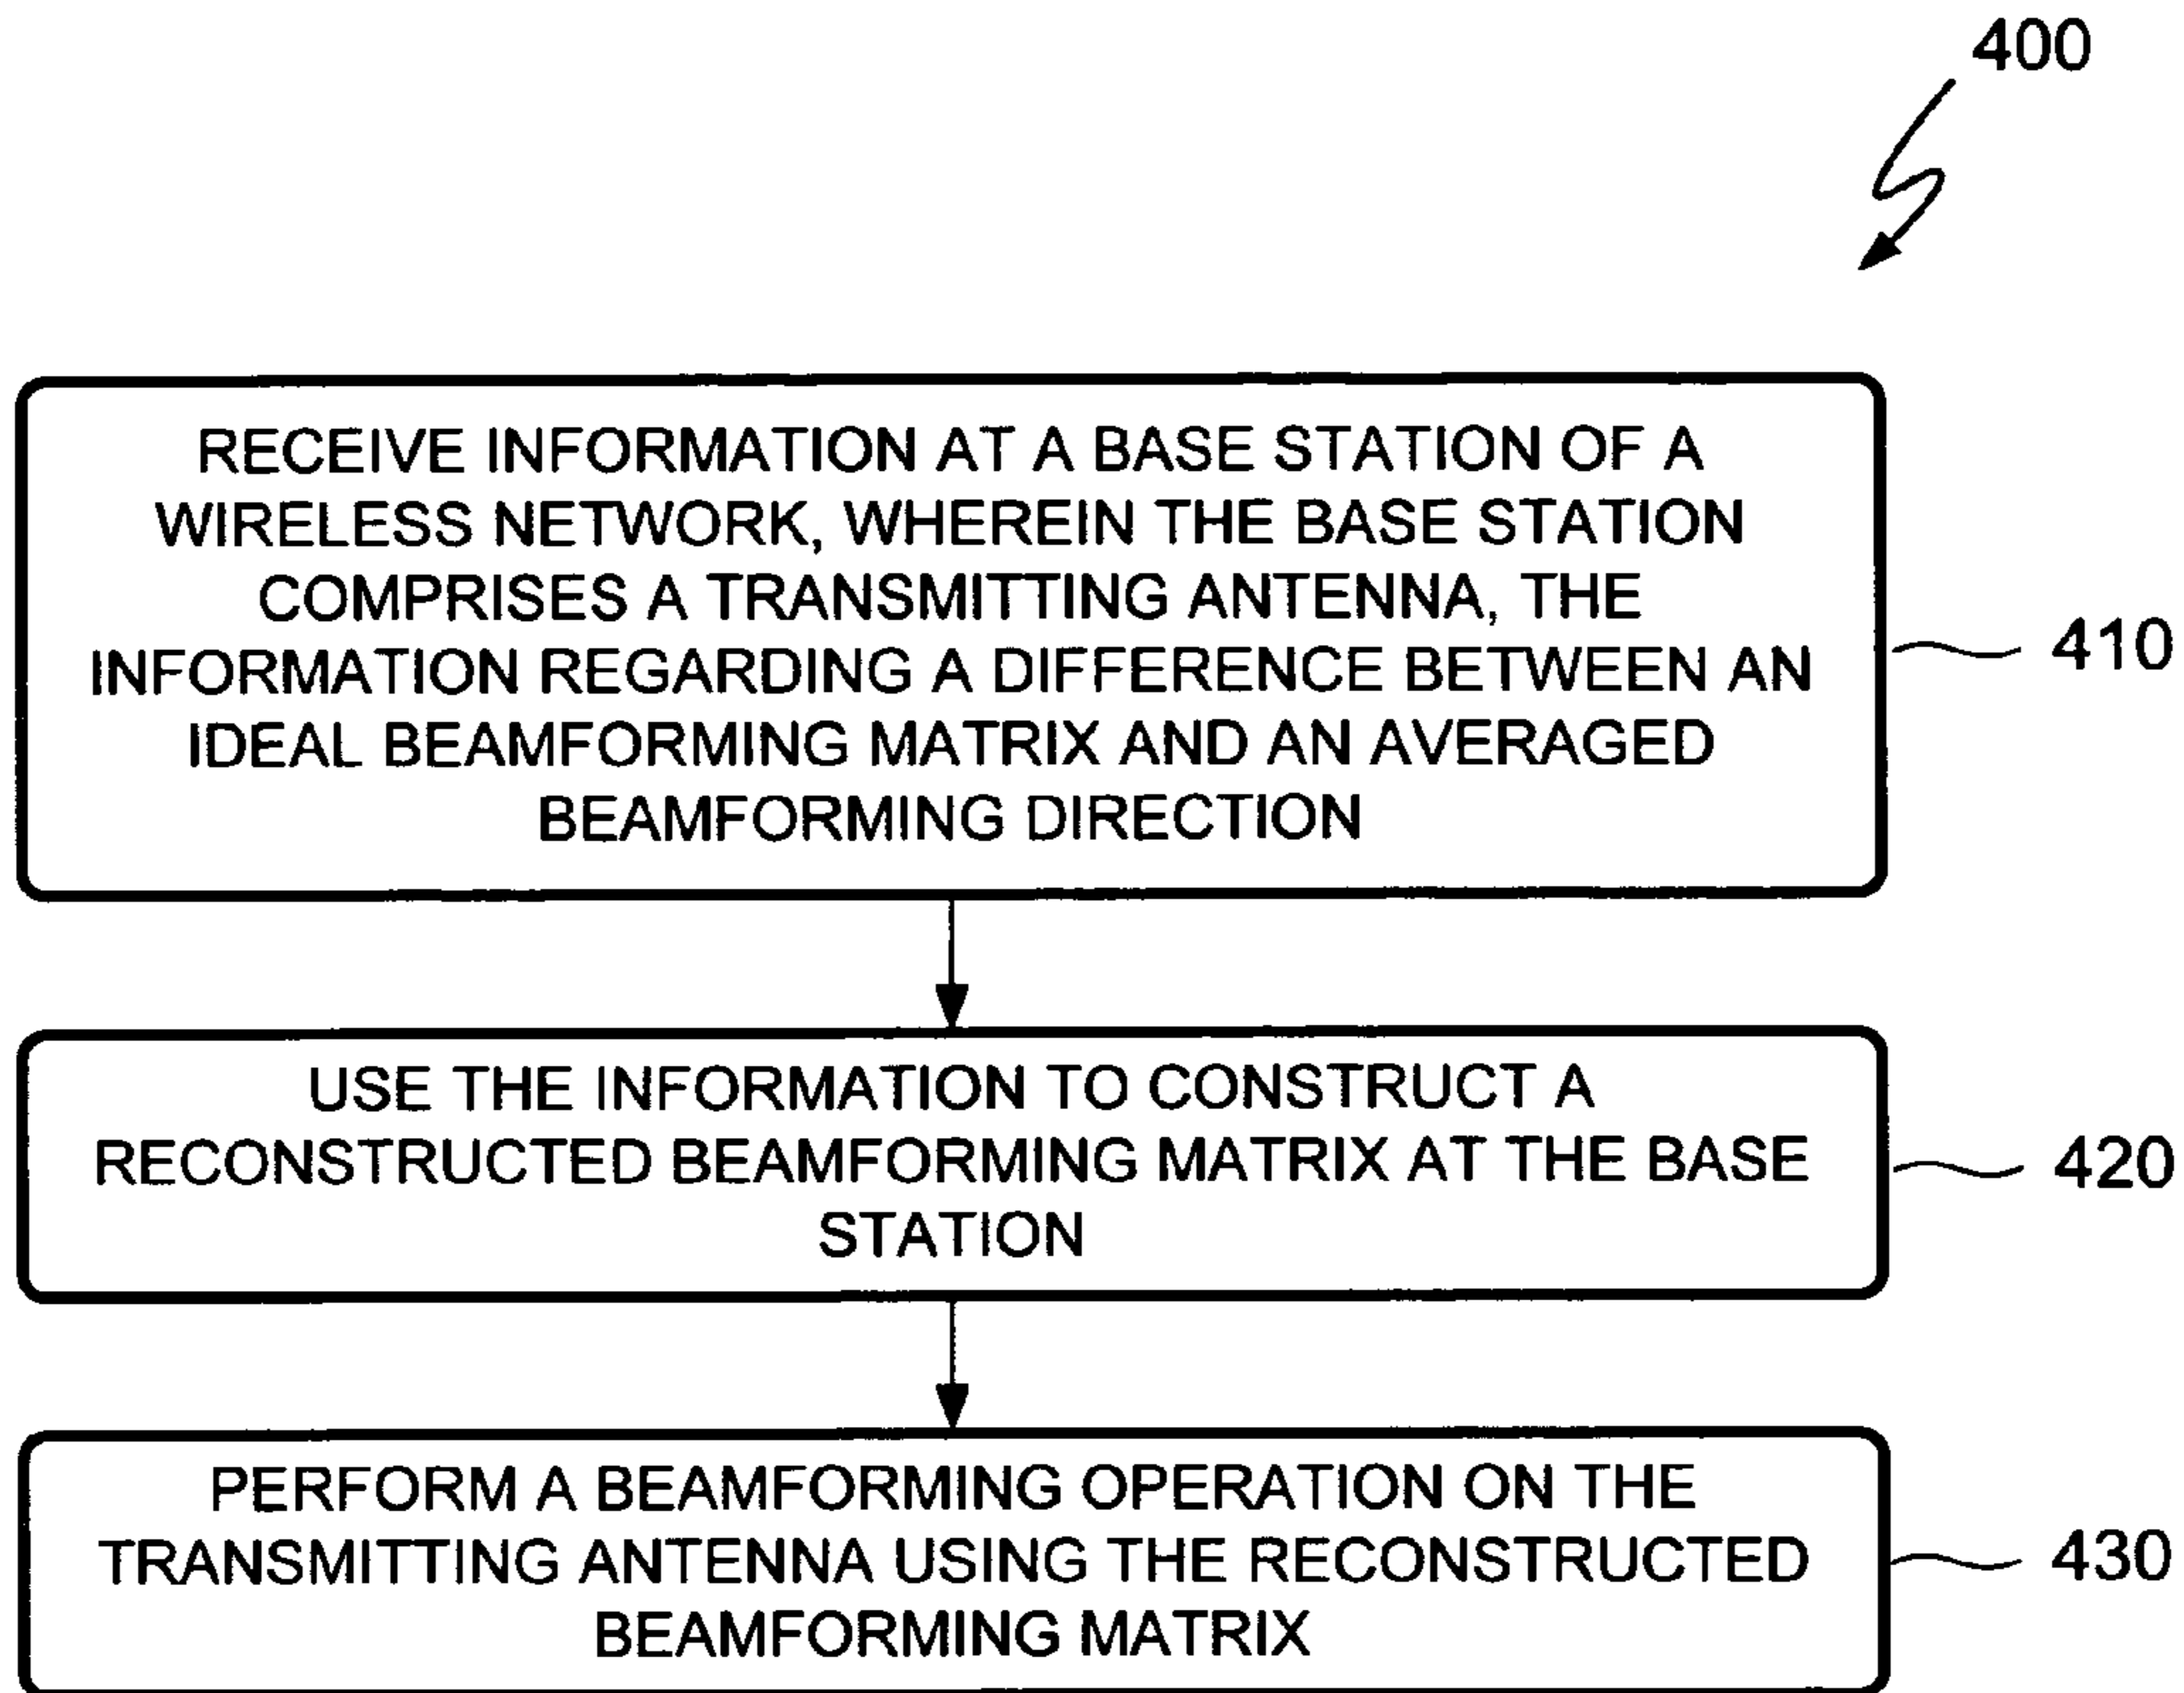 400
RECEIVE INFORMATION AT A BASE STATION OF A
WIRELESS NETWORK, WHEREIN THE BASE STATION
COMPRISES A TRANSMITTING ANTENNA, THE
INFORMATION REGARDING A DIFFERENCE BETWEEN AN
IDEAL BEAMFORMING MATRIX AND AN AVERAGED
BEAMFORMING DIRECTION
410
USE THE INFORMATION TO CONSTRUCT A
RECONSTRUCTED BEAMFORMING MATRIX AT THE BASE
STATION
420
PERFORM A BEAMFORMING OPERATION ON THE
TRANSMITTING ANTENNA USING THE RECONSTRUCTED
BEAMFORMING MATRIX
430